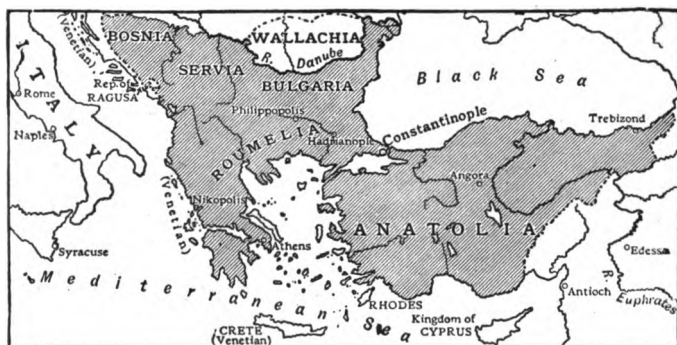 BOSNIA
(Venetian)
WALLACHIA
R. Danube
ITALY
SERVIA
BULGARIA
Black Sea
Rome
Rep. of
RAGUSA
Philippopolis
Constantinople
Trebizond
Naples
ROUMELIA
Hadrianople
Angora
(Venetian)
Nikopolis
ANATOLIA
Syracuse
Athens
Edessa
Mediterranean Sea
RHODES
Antioch
R. Euphrates
CRETE
(Venetian)
Kingdom of
CYPRUS